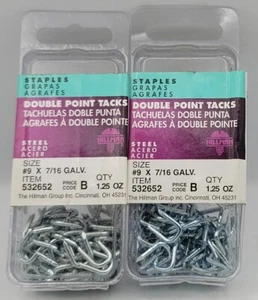 STAPLES
GRAPAS
AGRAFES
DOUBLE POINT TACKS
TACHUELAS DOBLE PUNTA
AGRAFES À DOUBLE POINTE
HILLMAN
STEEL
ACERO
ACIER
SIZE
#9 X 7/16 GALV.
ITEM
532652
PRICE CODE B
QTY
1.25 OZ
The Hillman Group Inc. Cincinnati, OH 45231
STAPLES
GRAPAS
AGRAFES
DOUBLE POINT TACKS
TACHUELAS DOBLE PUNTA
AGRAFES À DOUBLE POINTE
HILLMAN
STEEL
ACERO
ACIER
SIZE
#9 X 7/16 GALV.
ITEM
532652
PRICE CODE B
QTY
1.25 OZ
The Hillman Group Inc. Cincinnati, OH 45231